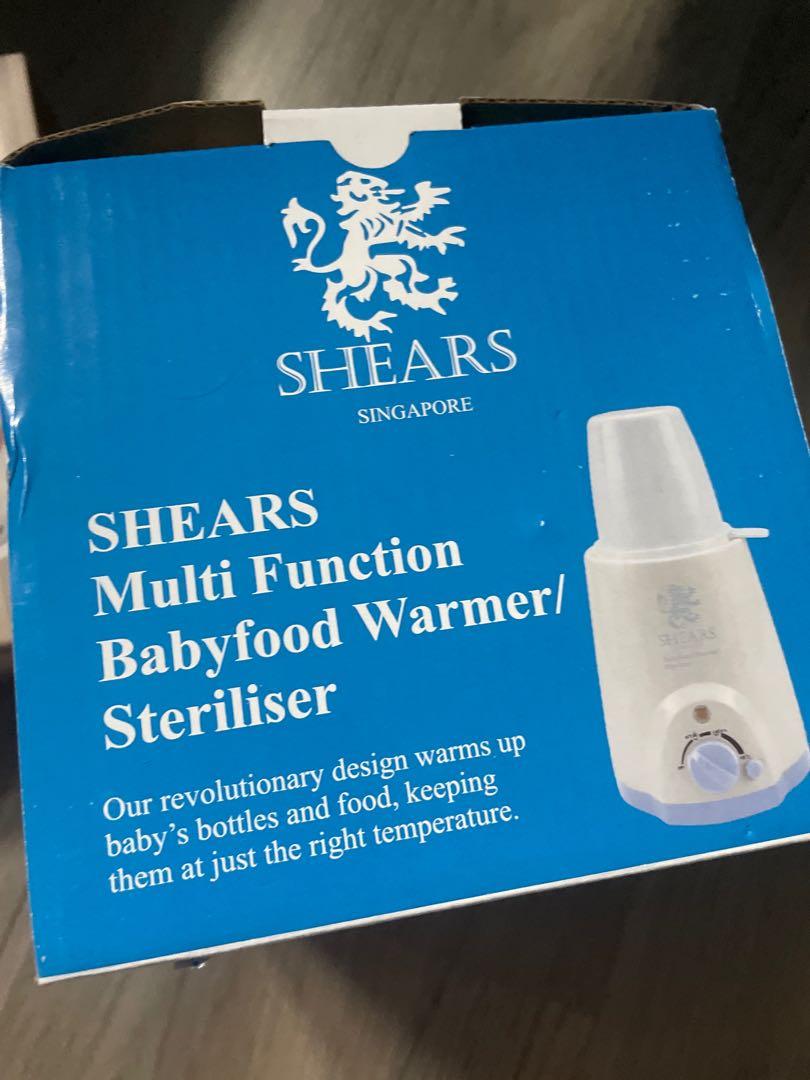 SHEARS
SINGAPORE
SHEARS
Multi Function
Babyfood Warmer/
Steriliser
Our revolutionary design warms up
baby's bottles and food, keeping
them at just the right temperature.
SHEARS